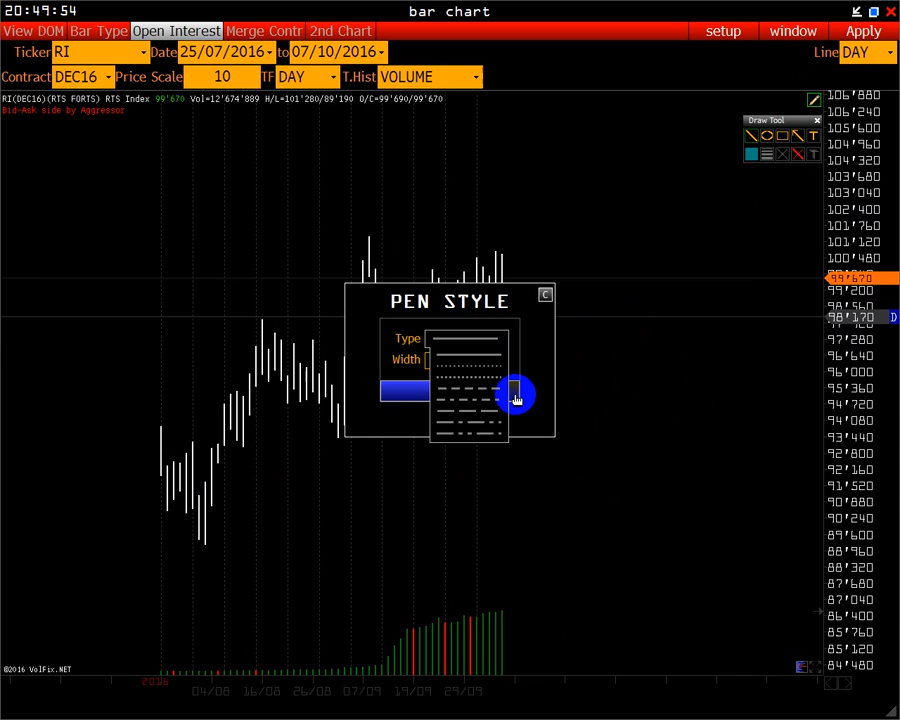 20:49:54
bar chart
View DOM Bar Type Open Interest Merge Contr 2nd Chart setup window Apply
Ticker RI Date 25/07/2016 to 07/10/2016 Line DAY
Contract DEC16 Price Scale 10 TF DAY T.Hist VOLUME
RI(DEC16)(RTS FORTS) RTS Index 99'670 Vol=12'674'889 H/L=101'280/89'190 O/C=99'690/99'670
Bid-Ask side by Aggressor
Draw Tool
T
T
106'880
106'240
105'600
104'960
104'320
103'680
103'040
102'400
101'760
101'120
100'480
99'670
99'200
98'560
98'170 D
97'280
96'640
96'000
95'360
94'720
94'080
93'440
92'800
92'160
91'520
90'880
90'240
89'600
88'960
88'320
87'680
87'040
86'400
85'760
85'120
84'480
PEN STYLE
C
Type
Width
©2016 VolFix.NET
2016 04/08 16/08 26/08 07/09 19/09 29/09